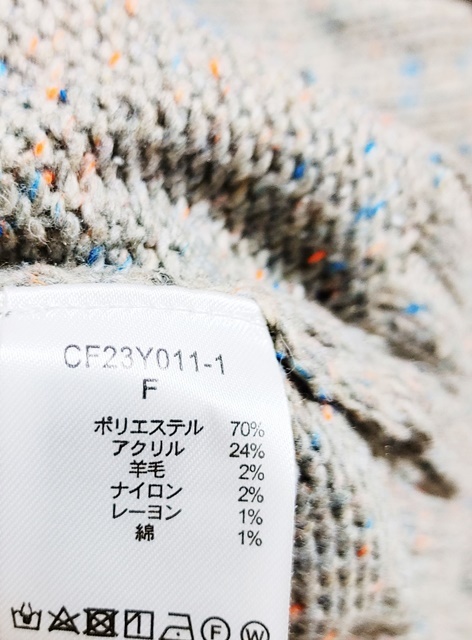 CF23Y011-1
F
ポリエステル 70%
アクリル 24%
羊毛 2%
ナイロン 2%
レーヨン 1%
綿 1%
F W